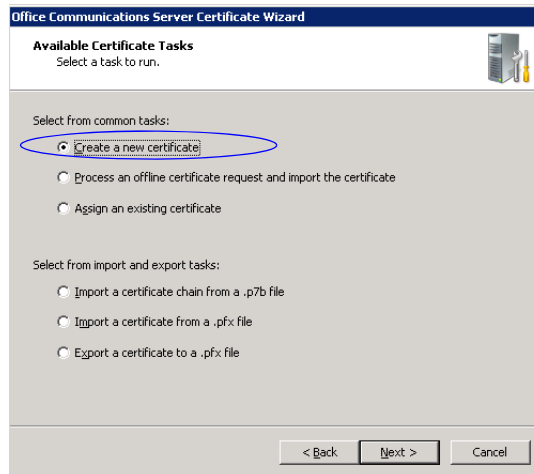 Office Communications Server Certificate Wizard
Available Certificate Tasks
Select a task to run.
Select from common tasks:
Create a new certificate
Process an offline certificate request and import the certificate
Assign an existing certificate
Select from import and export tasks:
Import a certificate chain from a .p7b file
Import a certificate from a .pfx file
Export a certificate to a .pfx file
< Back Next > Cancel